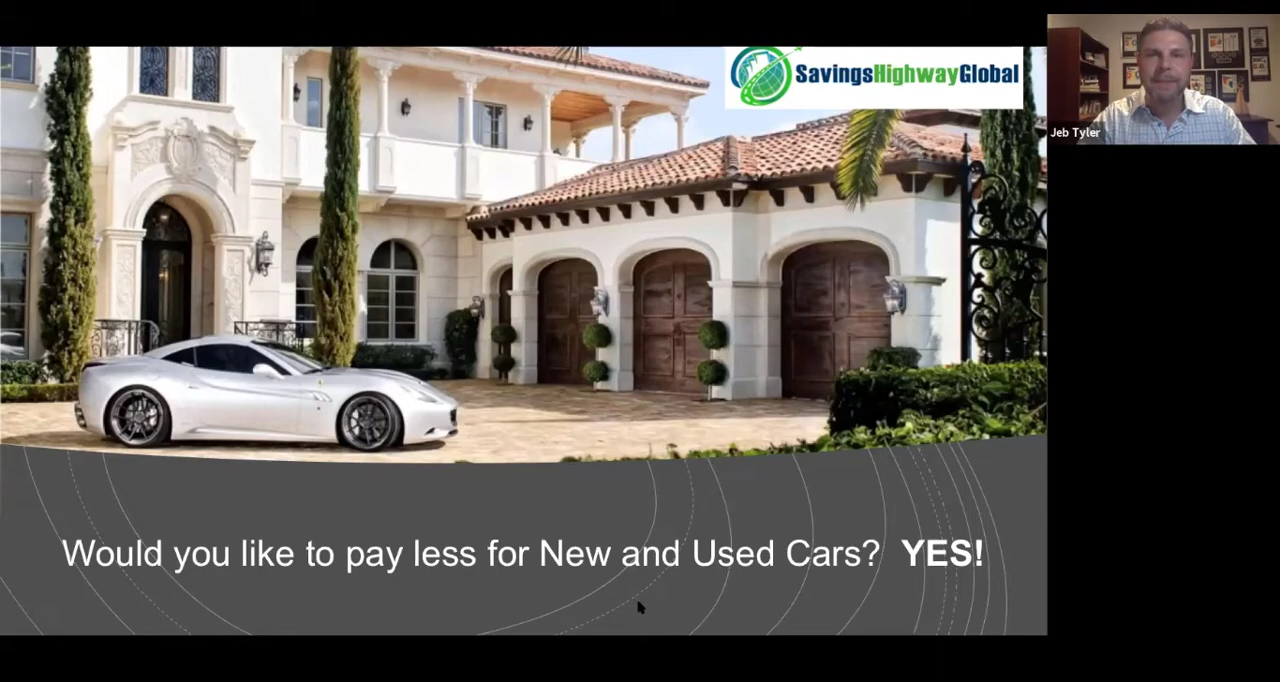 SavingsHighwayGlobal
Jeb Tyler
Would you like to pay less for New and Used Cars? YES!